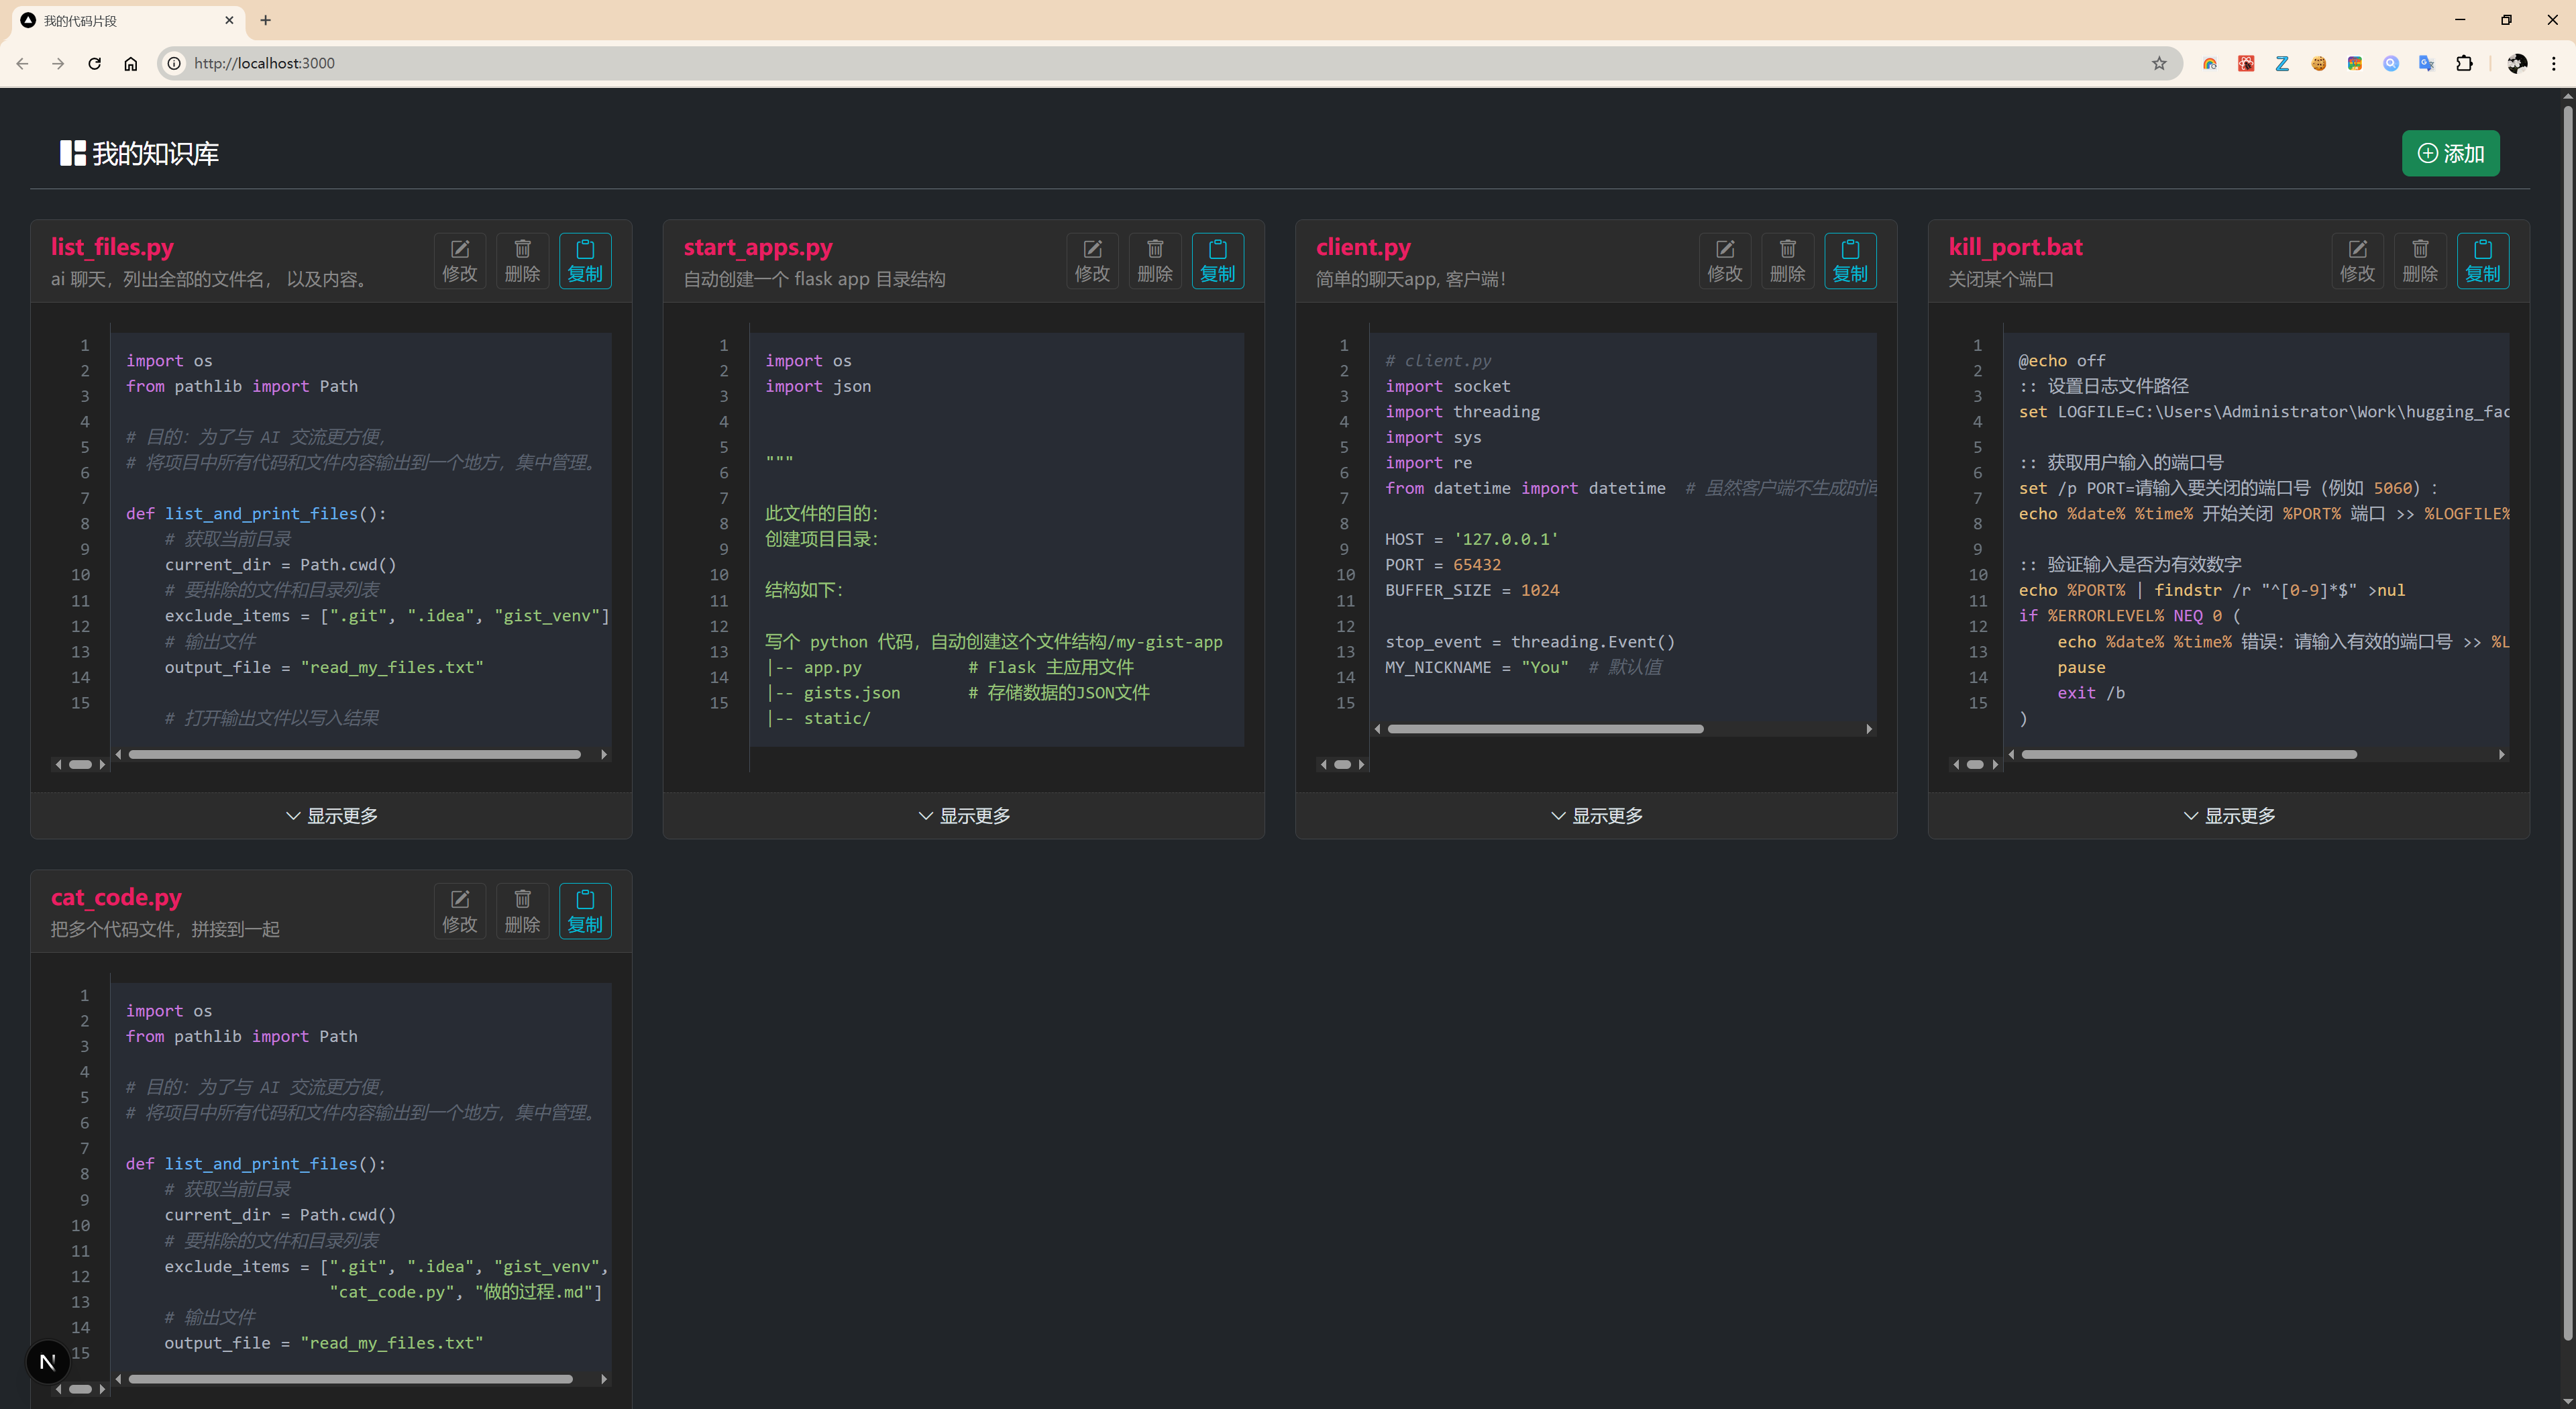 我的代码片段
http://localhost:3000
我的知识库
添加
list_files.py
ai 聊天，列出全部的文件名， 以及内容。
修改
删除
复制
1
2
3
4
5
6
7
8
9
10
11
12
13
14
15
import os
from pathlib import Path
# 目的：为了与 AI 交流更方便，
# 将项目中所有代码和文件内容输出到一个地方，集中管理。
def list_and_print_files():
# 获取当前目录
current_dir = Path.cwd()
# 要排除的文件和目录列表
exclude_items = [".git", ".idea", "gist_venv"]
# 输出文件
output_file = "read_my_files.txt"
# 打开输出文件以写入结果
显示更多
start_apps.py
自动创建一个 flask app 目录结构
修改
删除
复制
1
2
3
4
5
6
7
8
9
10
11
12
13
14
15
import os
import json
"""
此文件的目的：
创建项目目录：
结构如下：
写个 python 代码，自动创建这个文件结构/my-gist-app
|-- app.py # Flask 主应用文件
|-- gists.json # 存储数据的JSON文件
|-- static/
显示更多
client.py
简单的聊天app, 客户端！
修改
删除
复制
1
2
3
4
5
6
7
8
9
10
11
12
13
14
15
# client.py
import socket
import threading
import sys
import re
from datetime import datetime # 虽然客户端不生成时间
HOST = '127.0.0.1'
PORT = 65432
BUFFER_SIZE = 1024
stop_event = threading.Event()
MY_NICKNAME = "You" # 默认值
显示更多
kill_port.bat
关闭某个端口
修改
删除
复制
1
2
3
4
5
6
7
8
9
10
11
12
13
14
15
@echo off
:: 设置日志文件路径
set LOGFILE=C:\Users\Administrator\Work\hugging_fac
:: 获取用户输入的端口号
set /p PORT=请输入要关闭的端口号（例如 5060）:
echo %date% %time% 开始关闭 %PORT% 端口 >> %LOGFILE%
:: 验证输入是否为有效数字
echo %PORT% | findstr /r "^[0-9]*$" >nul
if %ERRORLEVEL% NEQ 0 (
echo %date% %time% 错误：请输入有效的端口号 >> %L
pause
exit /b
)
显示更多
cat_code.py
把多个代码文件，拼接到一起
修改
删除
复制
1
2
3
4
5
6
7
8
9
10
11
12
13
14
15
import os
from pathlib import Path
# 目的：为了与 AI 交流更方便，
# 将项目中所有代码和文件内容输出到一个地方，集中管理。
def list_and_print_files():
# 获取当前目录
current_dir = Path.cwd()
# 要排除的文件和目录列表
exclude_items = [".git", ".idea", "gist_venv",
"cat_code.py", "做的过程.md"]
# 输出文件
output_file = "read_my_files.txt"
N